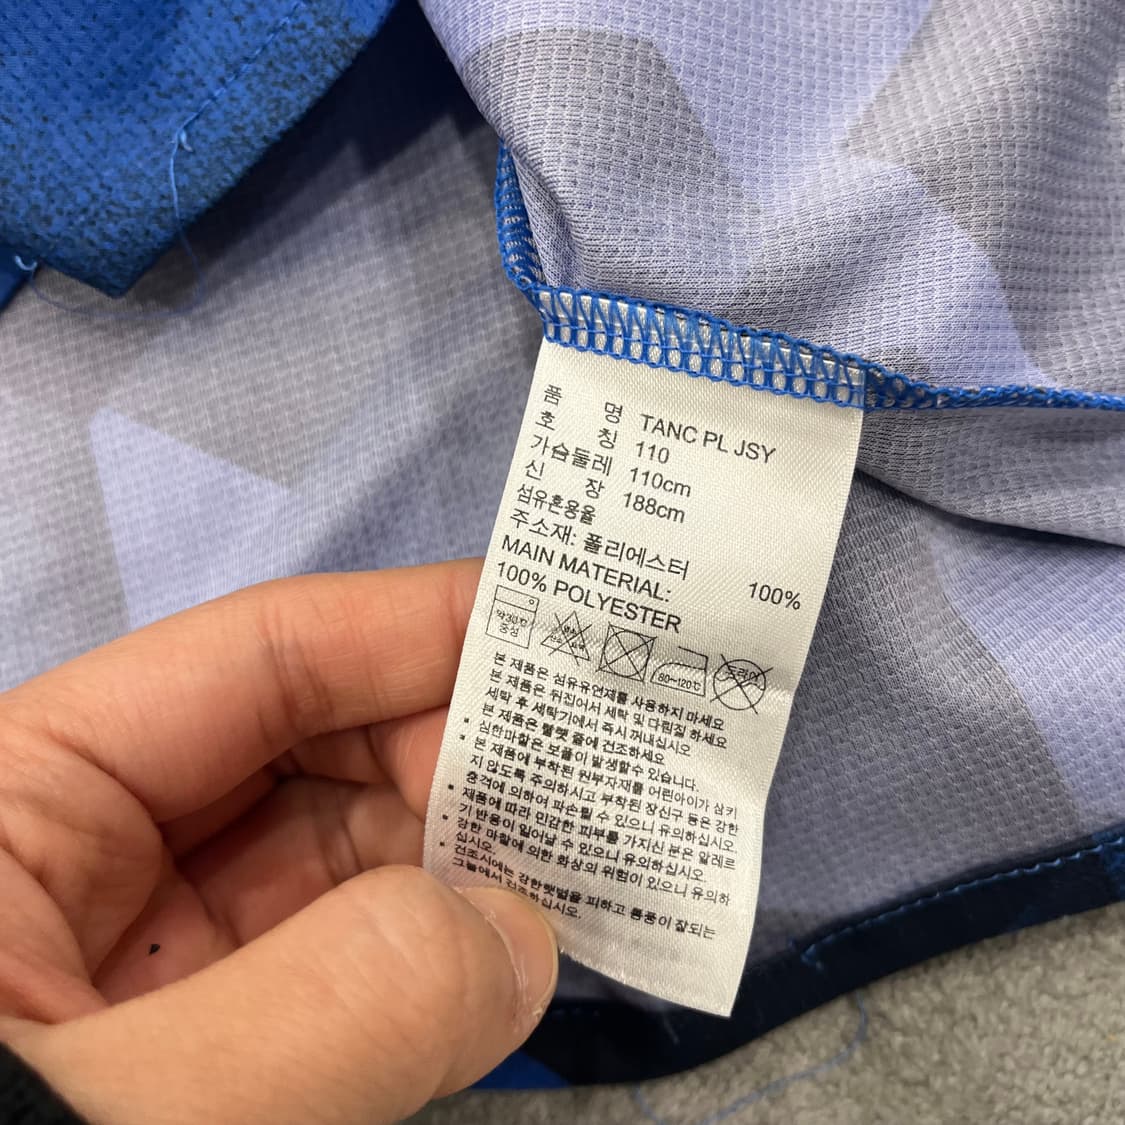 품 명 TANC PL JSY
호 칭 110
가슴둘레 110cm
신 장 188cm
섬유혼용율
주소재: 폴리에스터 100%
MAIN MATERIAL:
100% POLYESTER
약30℃
중성
80~120℃
드라이
본 제품은 섬유유연제를 사용하지 마세요
본 제품은 뒤집어서 세탁 및 다림질 하세요
세탁 후 세탁기에서 즉시 꺼내십시오
본 제품은 빨랫 줄에 건조하세요
심한마찰은 보풀이 발생할수 있습니다.
본 제품에 부착된 원부자재를 어린아이가 삼키
지 않도록 주의하시고 부착된 장신구 등은 강한
충격에 의하여 파손될 수 있으니 유의하십시오
제품에 따라 민감한 피부를 가지신 분은 알레르
기 반응이 일어날 수 있으니 유의하십시오.
강한 마찰에 의한 화상의 위험이 있으니 유의하
십시오.
건조시에는 강한햇볕을 피하고 통풍이 잘되는
그늘에서 건조하십시오.